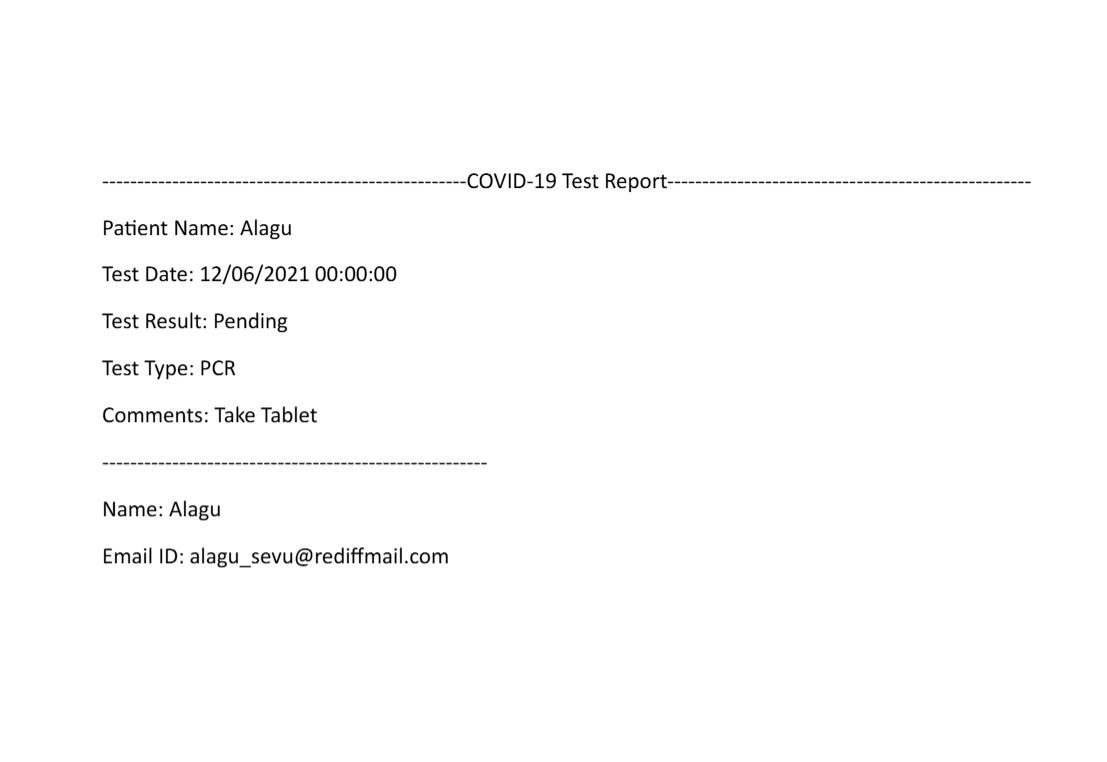 ----------------------------------------------------COVID-19 Test Report----------------------------------------------------
Patient Name: Alagu
Test Date: 12/06/2021 00:00:00
Test Result: Pending
Test Type: PCR
Comments: Take Tablet
-------------------------------------------------------
Name: Alagu
Email ID: alagu_sevu@rediffmail.com